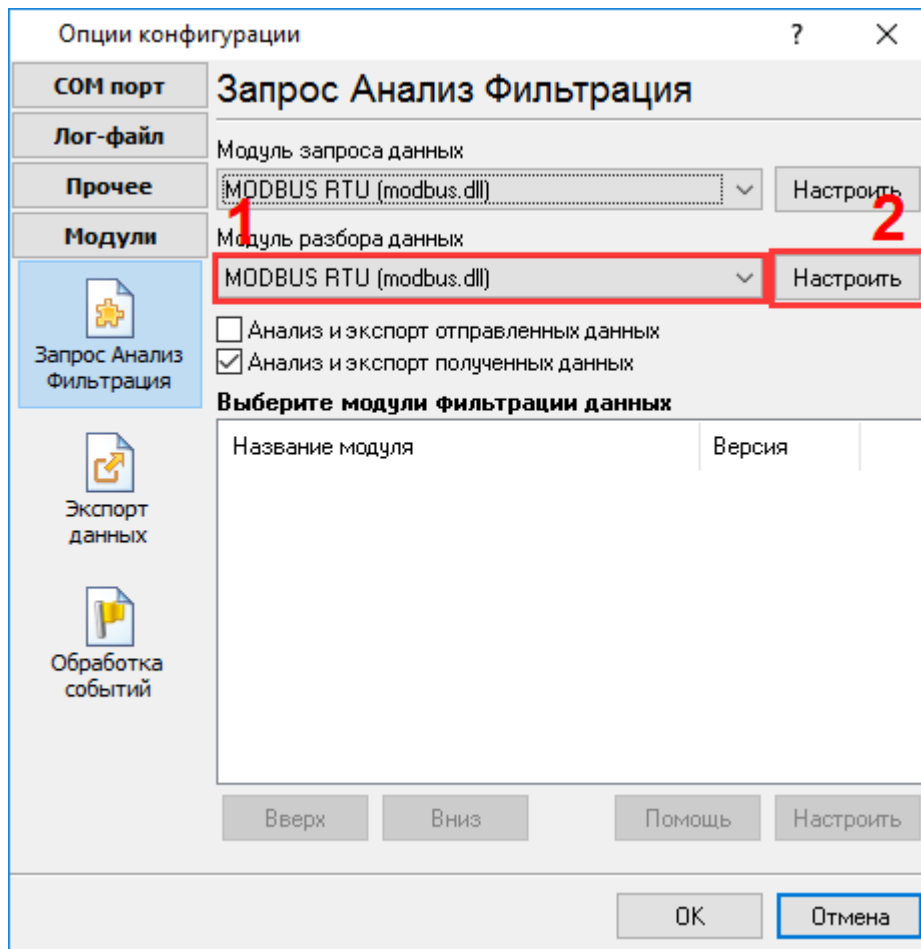 Опции конфигурации
?
COM порт
Лог-файл
Прочее
Модули
Запрос Анализ
Фильтрация
Экспорт
данных
Обработка
событий
Запрос Анализ Фильтрация
Модуль запроса данных
MODBUS RTU (modbus.dll)
Настроить
1
2
Модуль разбора данных
MODBUS RTU (modbus.dll)
Настроить
Анализ и экспорт отправленных данных
Анализ и экспорт полученных данных
Выберите модули фильтрации данных
Название модуля
Версия
Вверх
Вниз
Помощь
Настроить
OK
Отмена